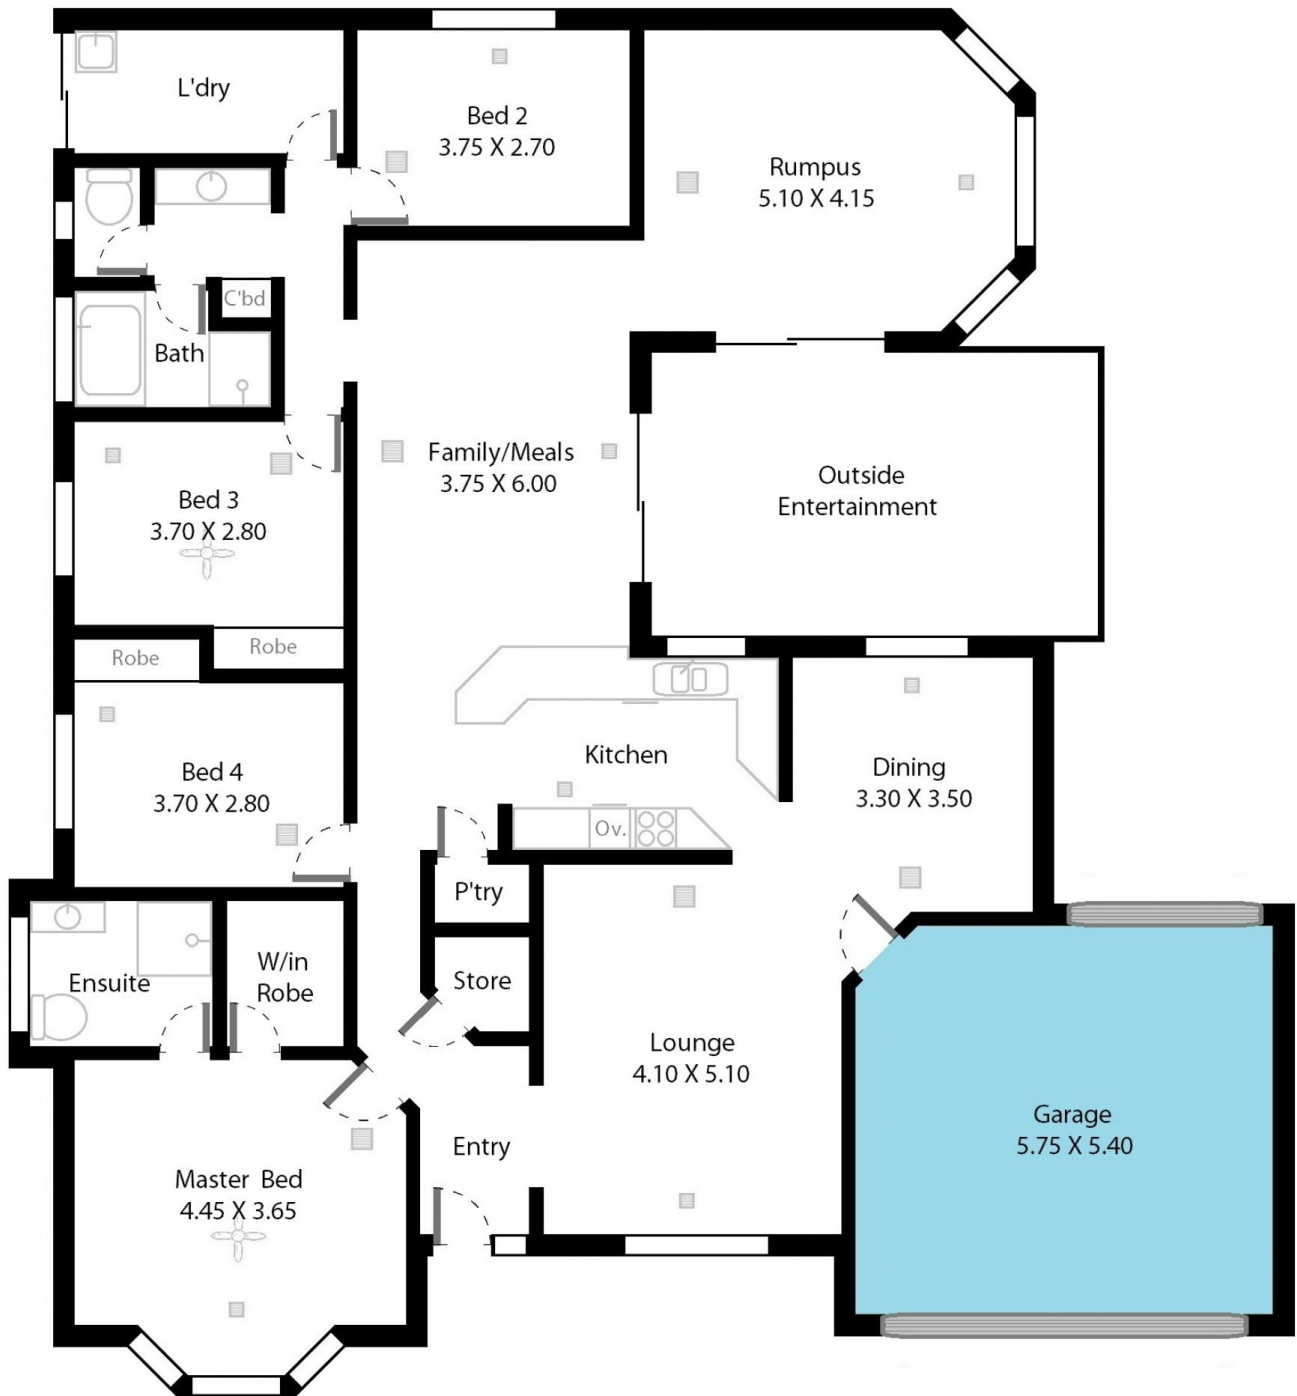 L'dry
Bed 2
3.75 X 2.70
Rumpus
5.10 X 4.15
C'bd
Bath
Family/Meals
3.75 X 6.00
Outside
Entertainment
Bed 3
3.70 X 2.80
Robe
Robe
Kitchen
Bed 4
3.70 X 2.80
Dining
3.30 X 3.50
Ov.
P'try
W/in
Robe
Ensuite
Store
Lounge
4.10 X 5.10
Garage
5.75 X 5.40
Entry
Master Bed
4.45 X 3.65